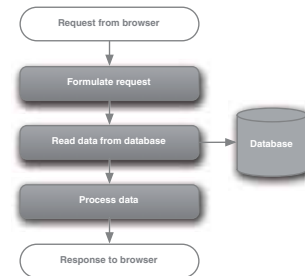 Request from browser
Formulate request
Read data from database
Database
Process data
Response to browser